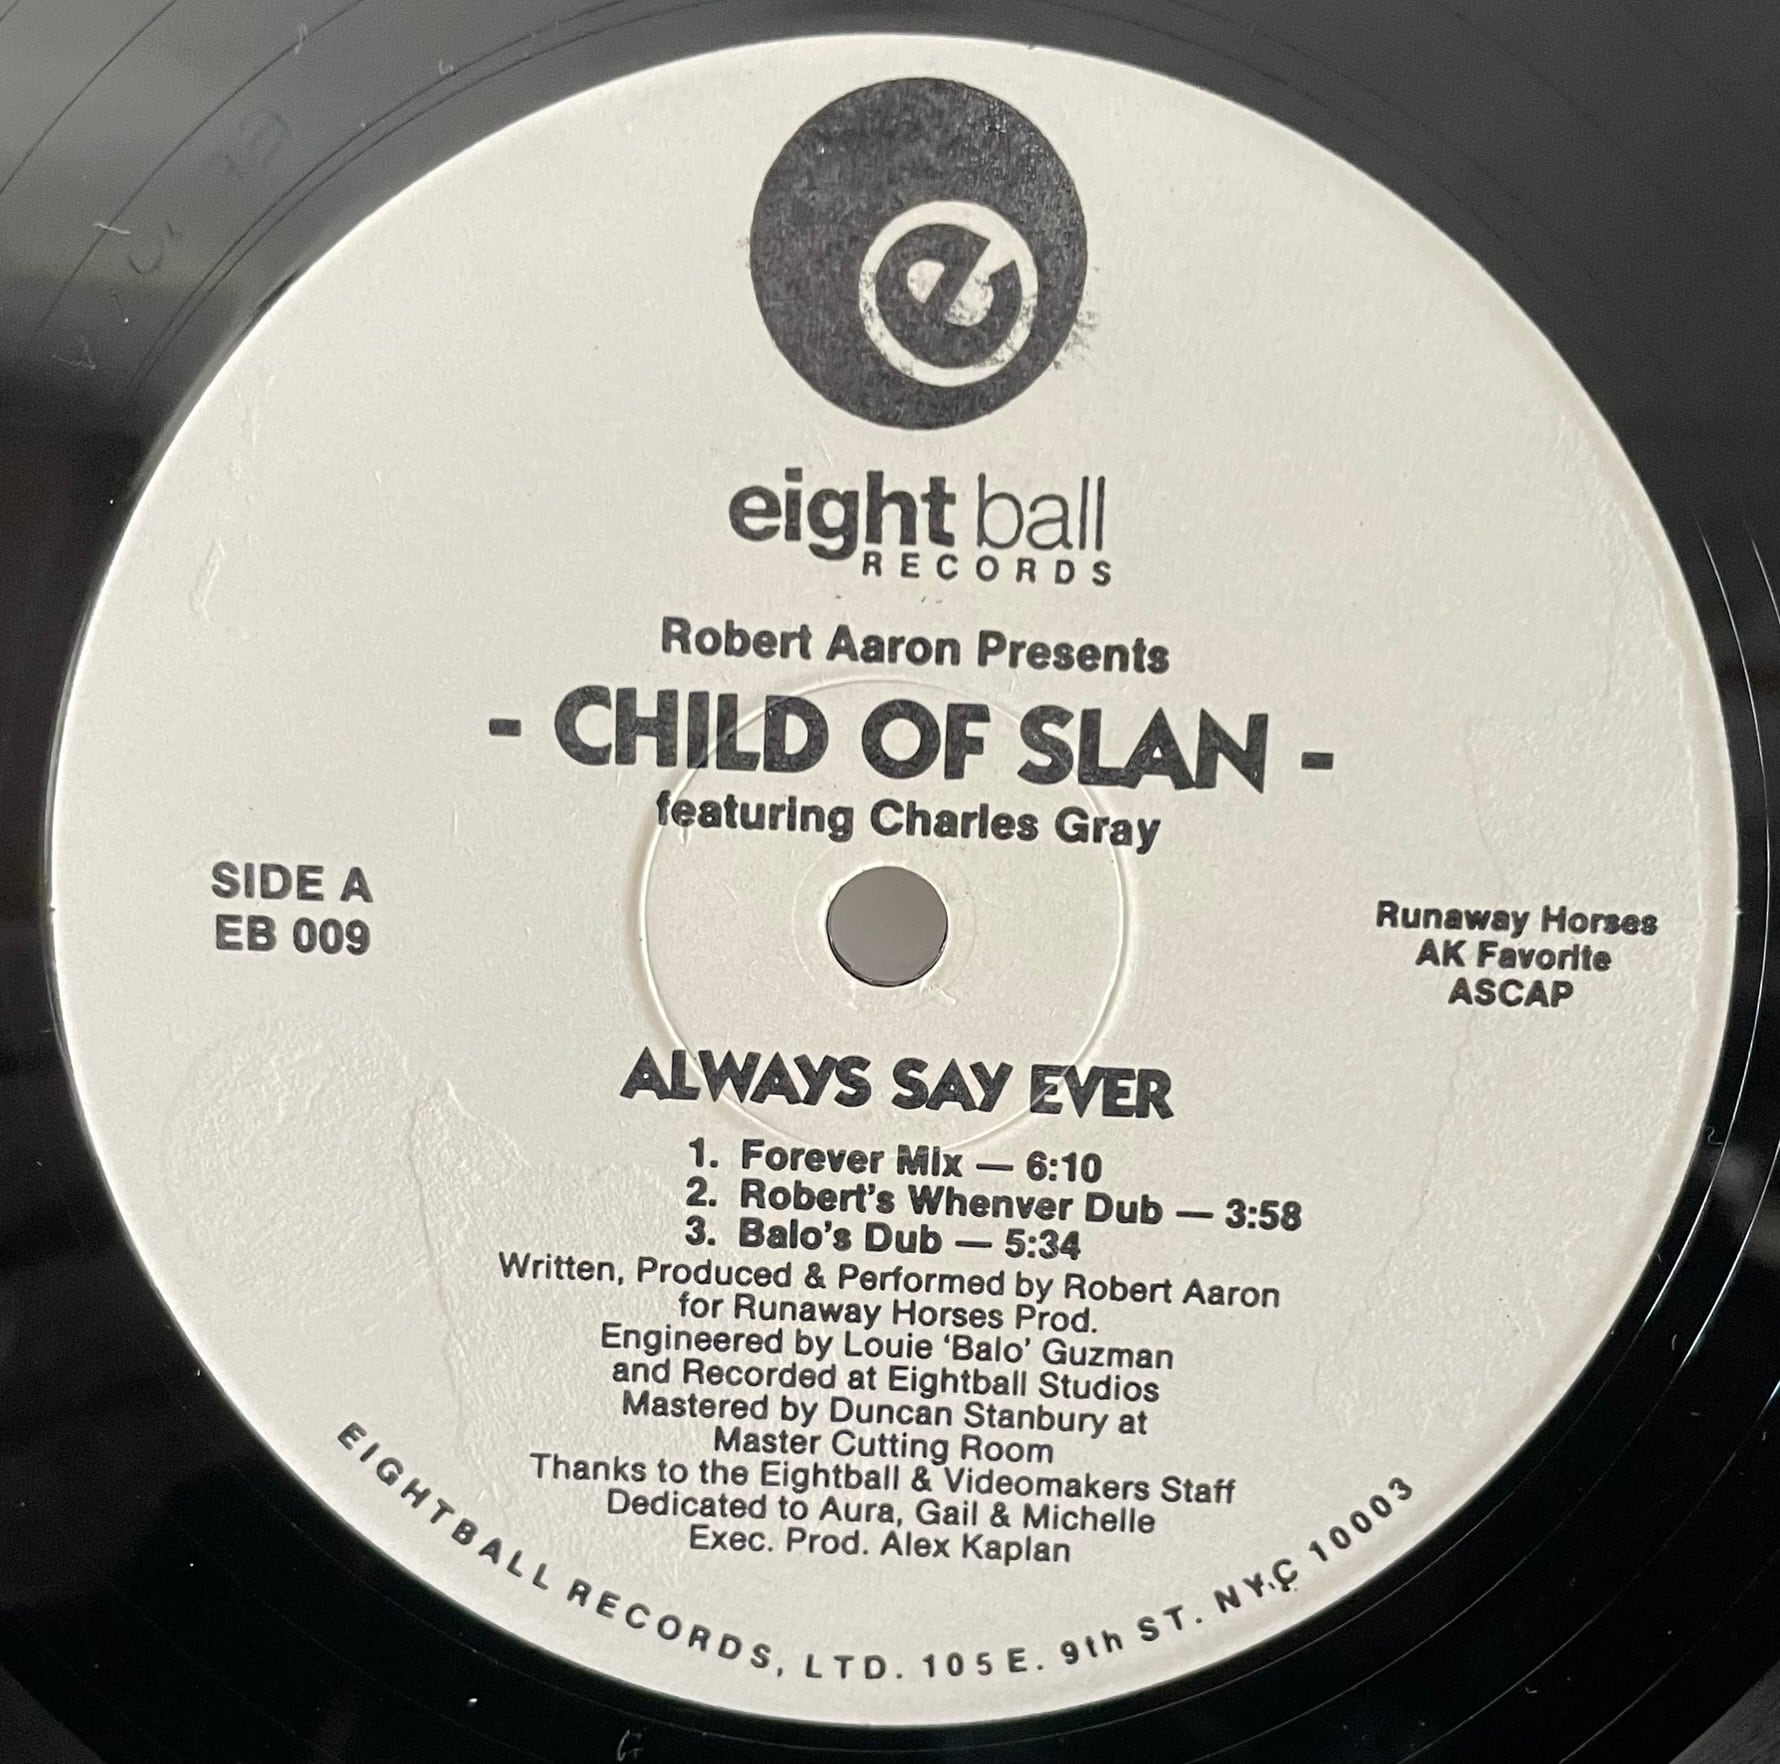 e
eight ball
RECORDS
Robert Aaron Presents
- CHILD OF SLAN -
featuring Charles Gray
SIDE A
EB 009
Runaway Horses
AK Favorite
ASCAP
ALWAYS SAY EVER
1. Forever Mix — 6:10
2. Robert's Whenver Dub — 3:58
3. Balo's Dub — 5:34
Written, Produced & Performed by Robert Aaron
for Runaway Horses Prod.
Engineered by Louie ‘Balo’ Guzman
and Recorded at Eightball Studios
Mastered by Duncan Stanbury at
Master Cutting Room
Thanks to the Eightball & Videomakers Staff
Dedicated to Aura, Gail & Michelle
Exec. Prod. Alex Kaplan
EIGHTBALL RECORDS, LTD. 105 E. 9th ST. NYC 10003